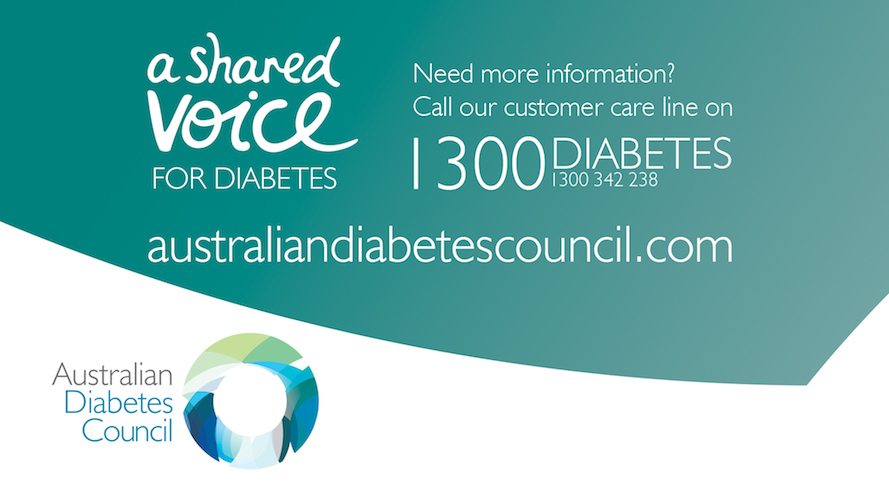 a shared
voice
FOR DIABETES
Need more information?
Call our customer care line on
1300 DIABETES
1300 342 238
australiandiabetescouncil.com
Australian
Diabetes
Council